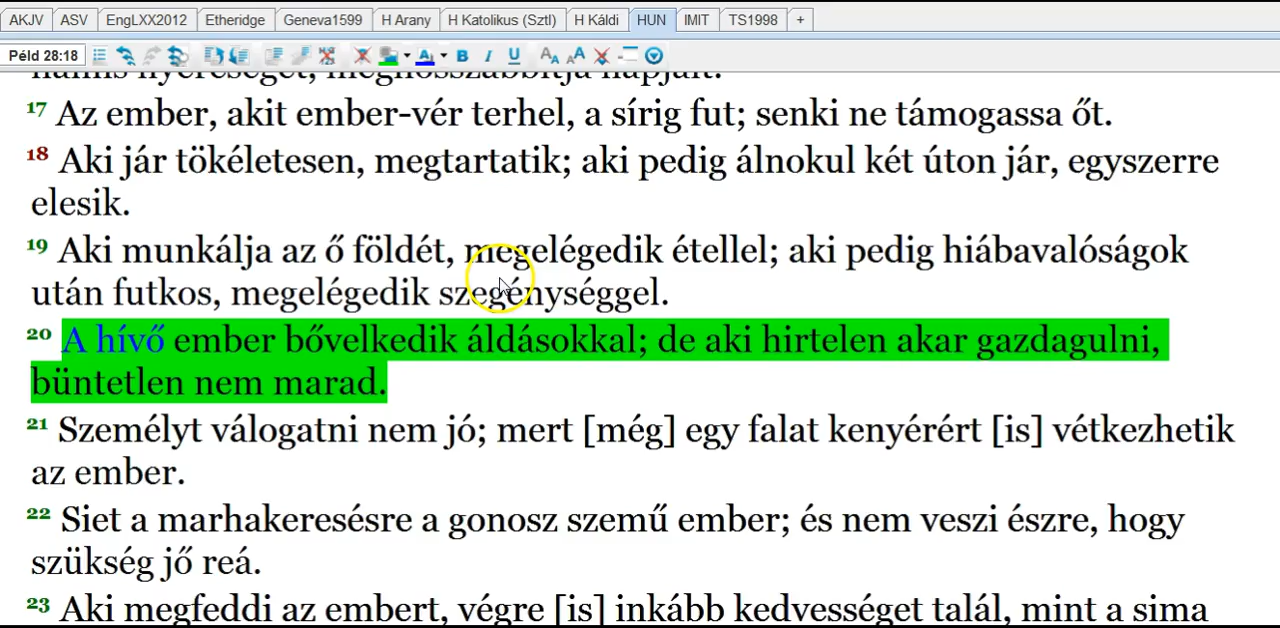 AKJV ASV EngLXX2012 Etheridge Geneva1599 H Arany H Katolikus (Sztl) H Káldi HUN IMIT TS1998 +
Péld 28:18
hamis nyereséget, meghosszabbítja napjait.
17 Az ember, akit ember-vér terhel, a sírig fut; senki ne támogassa őt.
18 Aki jár tökéletesen, megtartatik; aki pedig álnokul két úton jár, egyszerre
elesik.
19 Aki munkálja az ő földét, megelégedik étellel; aki pedig hiábavalóságok
után futkos, megelégedik szegénységgel.
20 A hívő ember bővelkedik áldásokkal; de aki hirtelen akar gazdagulni,
büntetlen nem marad.
21 Személyt válogatni nem jó; mert [még] egy falat kenyérért [is] vétkezhetik
az ember.
22 Siet a marhakeresésre a gonosz szemű ember; és nem veszi észre, hogy
szükség jő reá.
23 Aki megfeddi az embert, végre [is] inkább kedvességet talál, mint a sima